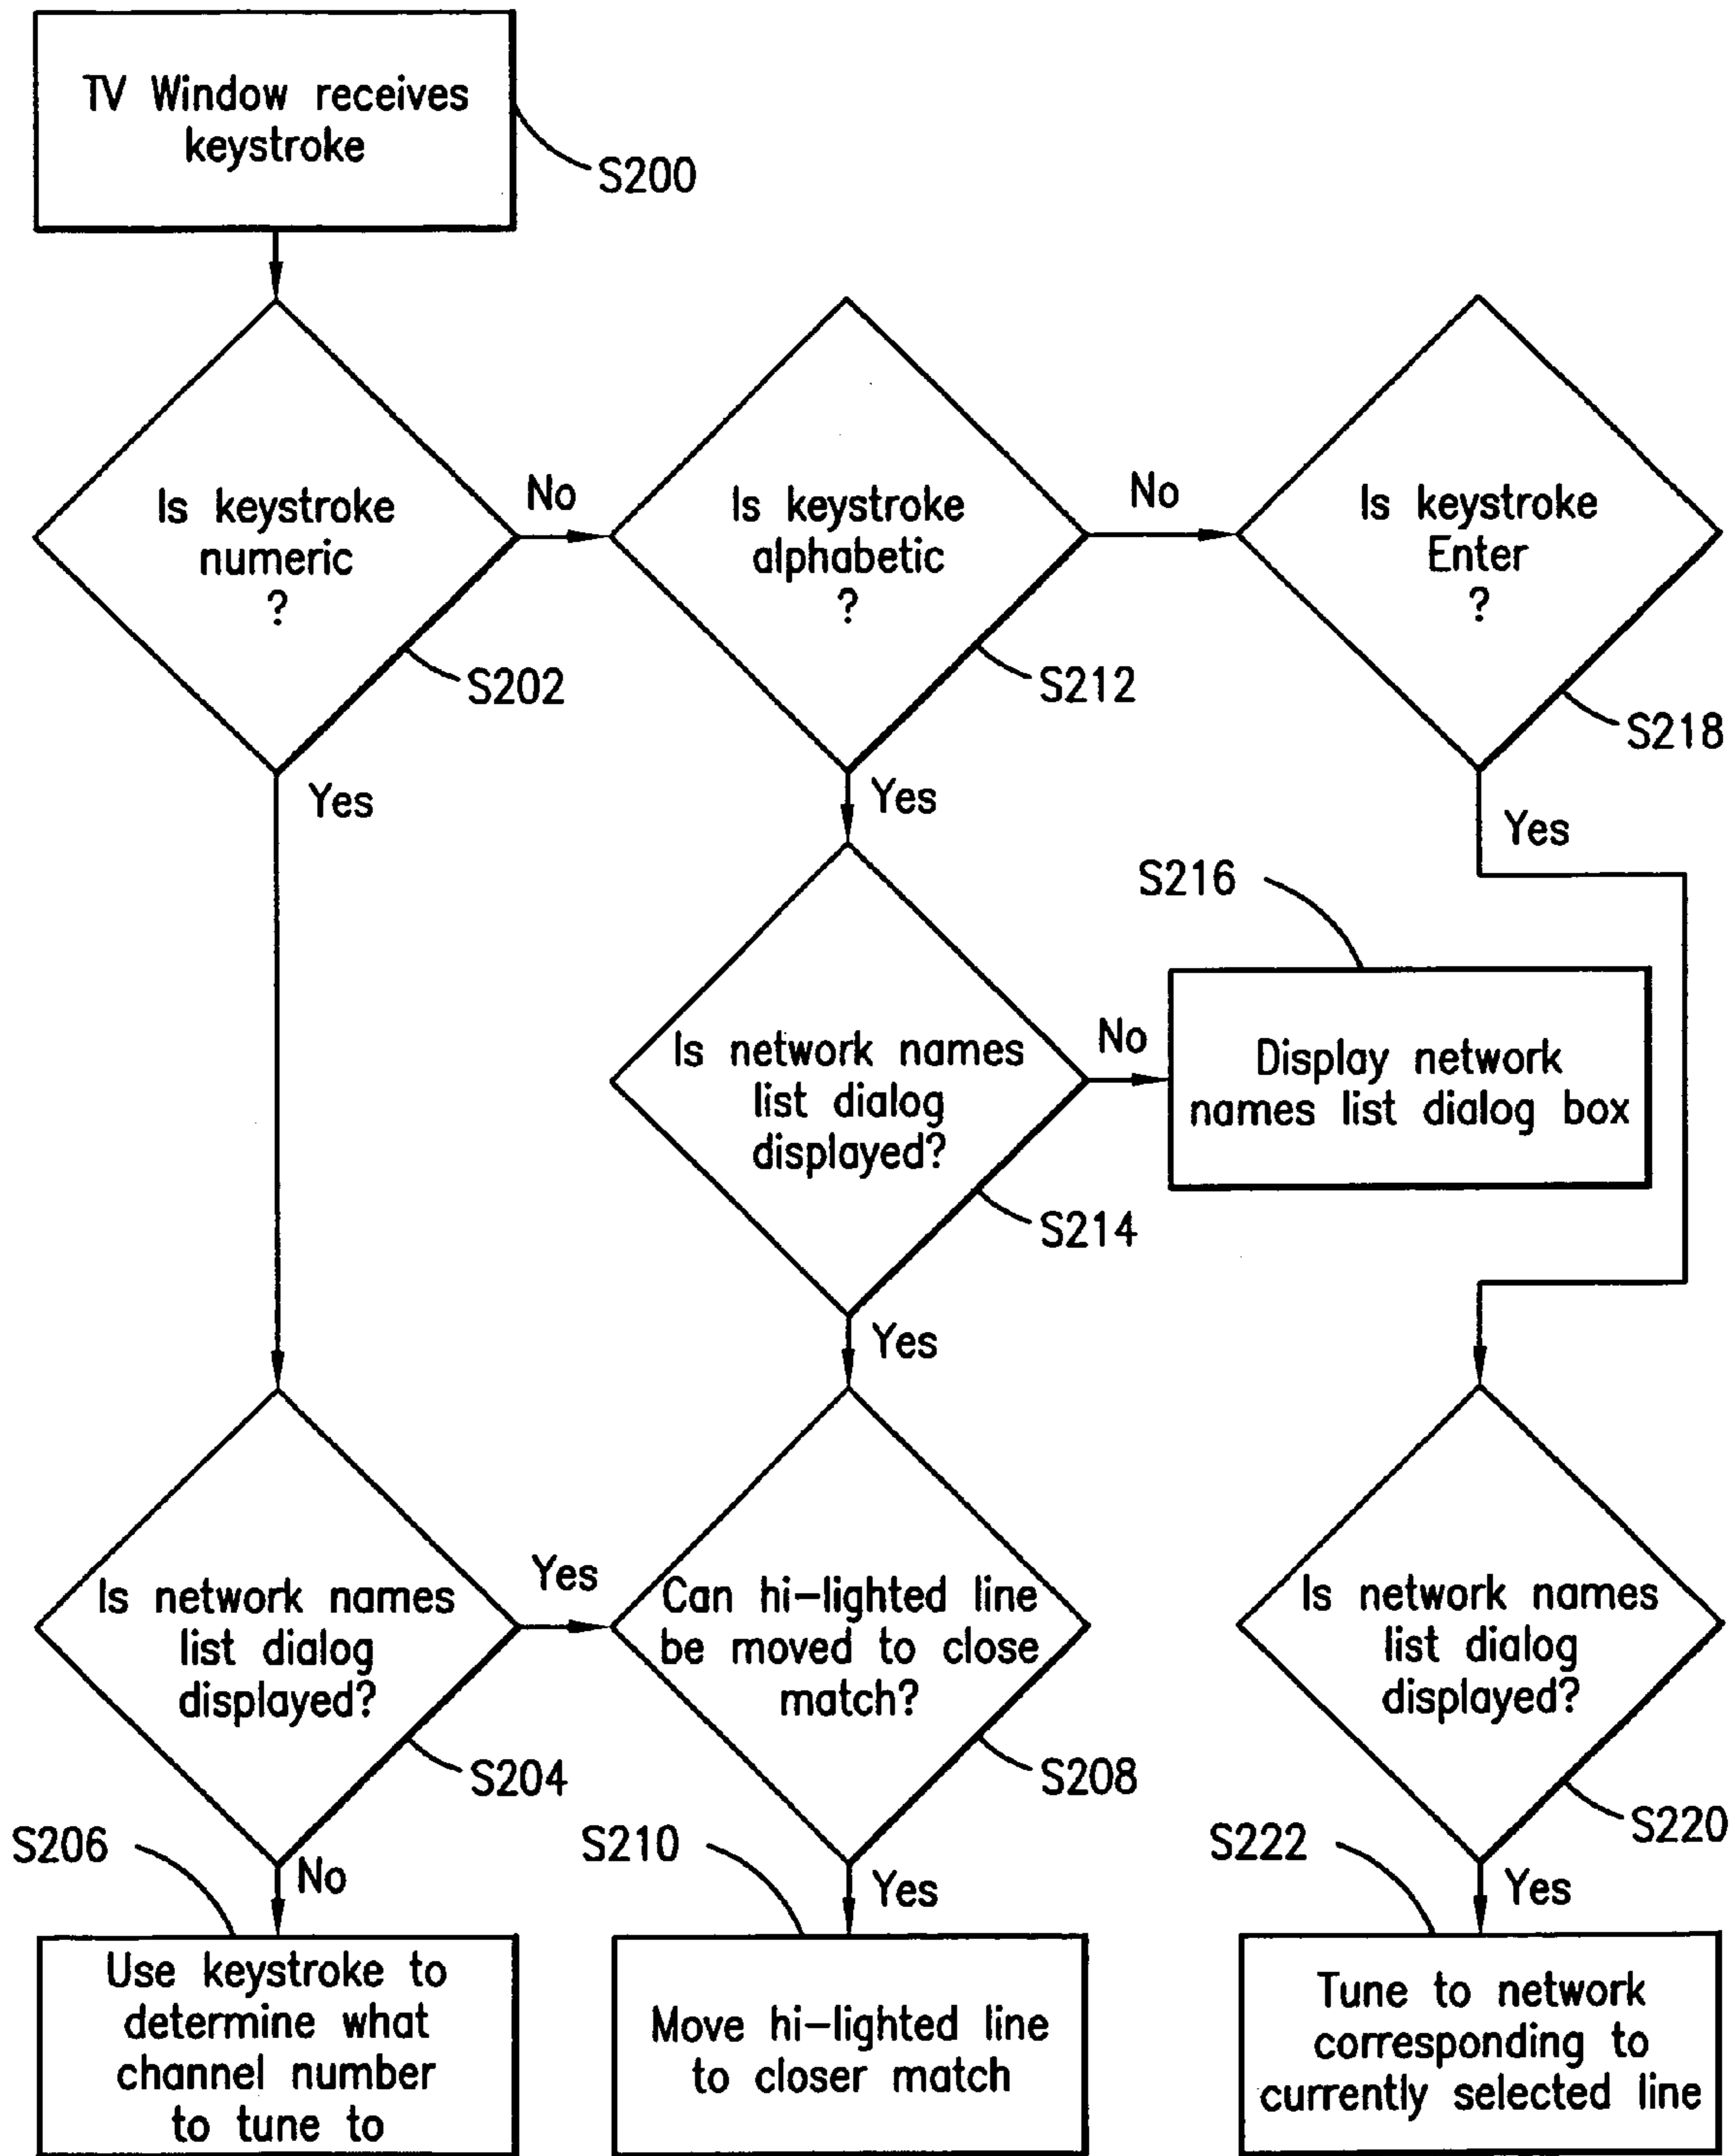 TV Window receives
keystroke
S200
Is keystroke
numeric
?
S202
No
Yes
Is keystroke
alphabetic
?
S212
No
Yes
Is keystroke
Enter
?
S218
Yes
Is network names
list dialog
displayed?
S214
No
Yes
S216
Display network
names list dialog box
Is network names
list dialog
displayed?
S204
Yes
No
Can hi-lighted line
be moved to close
match?
S208
Yes
Is network names
list dialog
displayed?
S220
Yes
S206
Use keystroke to
determine what
channel number
to tune to
S210
Move hi-lighted line
to closer match
S222
Tune to network
corresponding to
currently selected line